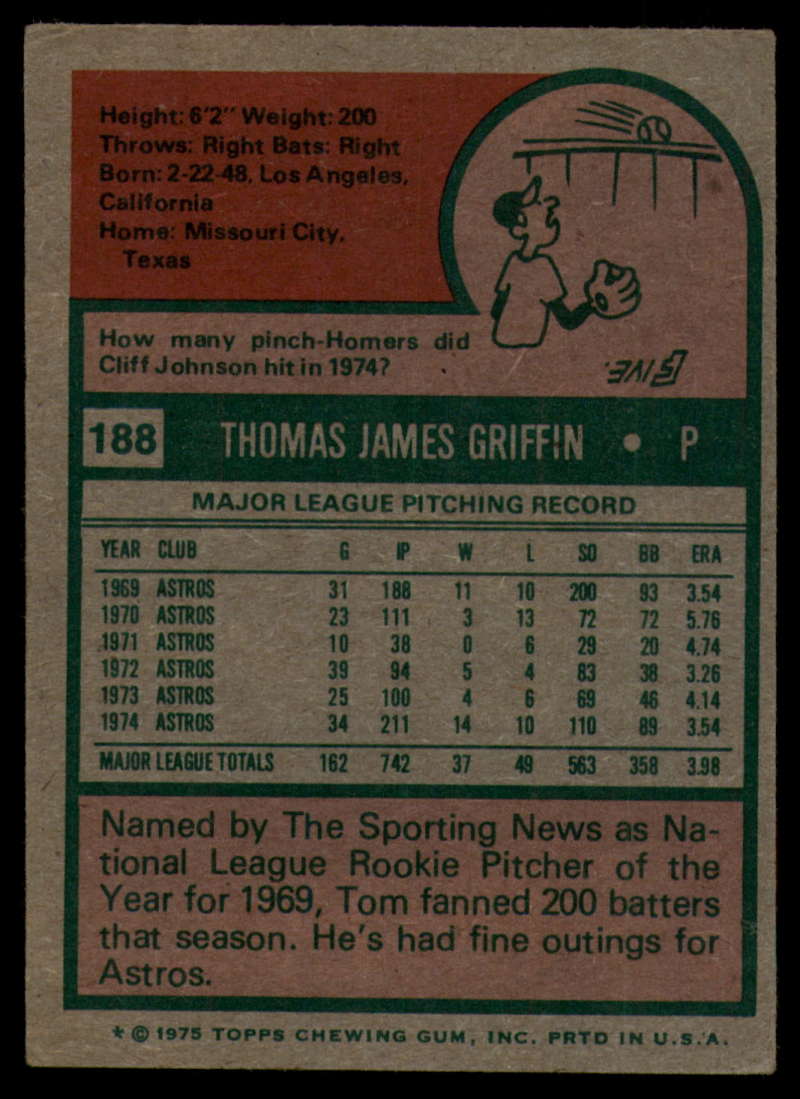 Height: 6'2" Weight: 200
Throws: Right Bats: Right
Born: 2-22-48, Los Angeles,
California
Home: Missouri City,
Texas
How many pinch-Homers did
Cliff Johnson hit in 1974?
FIVE.
188 THOMAS JAMES GRIFFIN • P
MAJOR LEAGUE PITCHING RECORD
YEAR CLUB G IP W L SO BB ERA
1969 ASTROS 31 188 11 10 200 93 3.54
1970 ASTROS 23 111 3 13 72 72 5.76
1971 ASTROS 10 38 0 6 29 20 4.74
1972 ASTROS 39 94 5 4 83 38 3.26
1973 ASTROS 25 100 4 6 69 46 4.14
1974 ASTROS 34 211 14 10 110 89 3.54
MAJOR LEAGUE TOTALS 162 742 37 49 563 358 3.98
Named by The Sporting News as Na-
tional League Rookie Pitcher of the
Year for 1969, Tom fanned 200 batters
that season. He's had fine outings for
Astros.
* © 1975 TOPPS CHEWING GUM, INC. PRTD IN U.S.A.